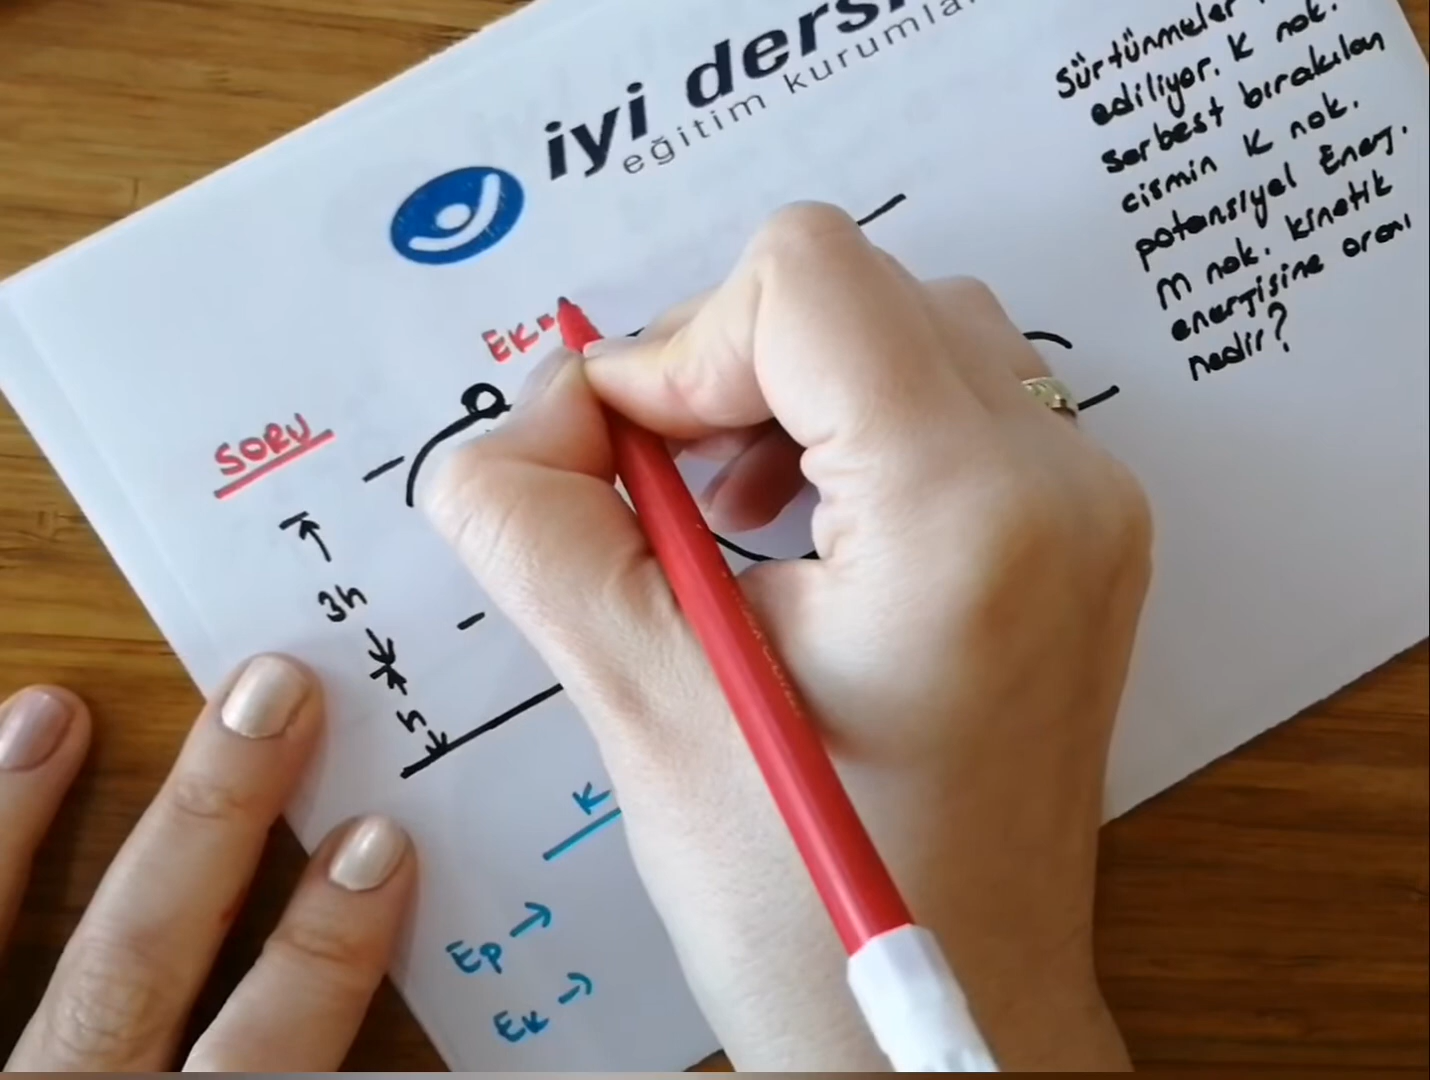 iyi ders
eğitim kurumla
Sürtünmeler
ediliyor. K nok.
serbest bırakılan
cismin K nok.
potansiyel Enerj.
M nok. kinetik
enerjisine oranı
nedir?
EK=
SORU
3h
h
K
Ep →
Ek →